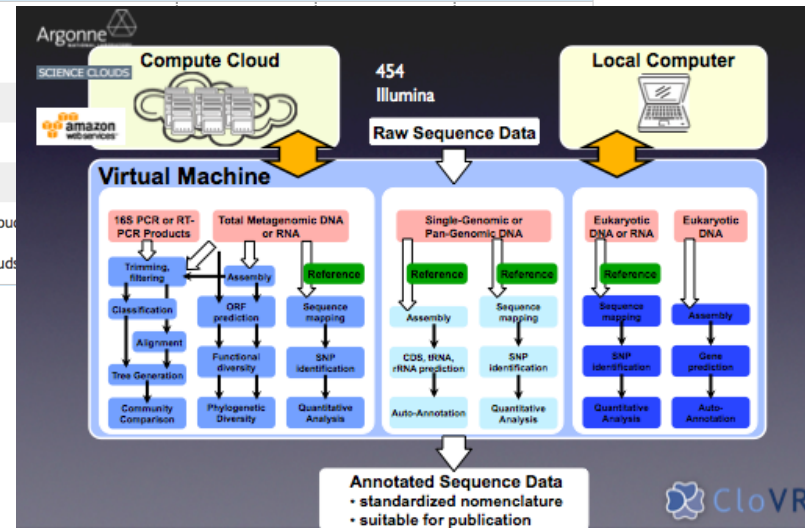 Argonne
NATIONAL LABORATORY
SCIENCE CLOUDS
amazon
webservices
Compute Cloud
454
Illumina
Raw Sequence Data
Local Computer
Virtual Machine
16S PCR or RT-
PCR Products
Total Metagenomic DNA
or RNA
Single-Genomic or
Pan-Genomic DNA
Eukaryotic
DNA or RNA
Eukaryotic
DNA
Trimming,
filtering
Assembly
Reference
Reference
Reference
Reference
Classification
ORF
prediction
Sequence
mapping
Assembly
Sequence
mapping
Sequence
mapping
Assembly
Alignment
Tree Generation
Functional
diversity
SNP
identification
CDS, tRNA,
rRNA prediction
SNP
identification
SNP
identification
Gene
prediction
Community
Comparison
Phylogenetic
Diversity
Quantitative
Analysis
Auto-Annotation
Quantitative
Analysis
Quantitative
Analysis
Auto-
Annotation
Annotated Sequence Data
• standardized nomenclature
• suitable for publication
CloVR